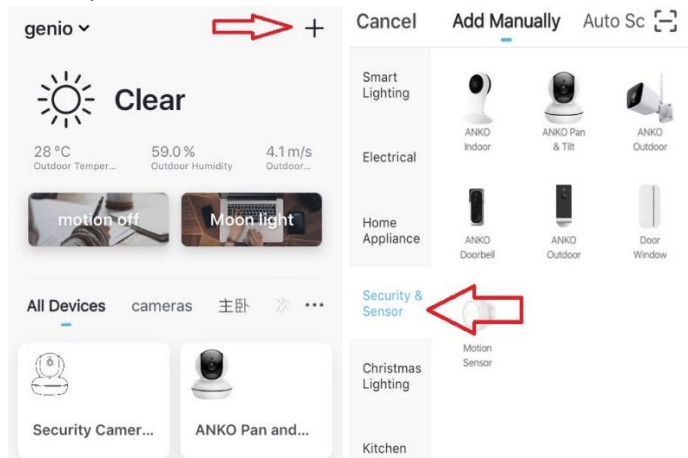 genio
Clear
28 °C
59.0 %
4.1 m/s
Outdoor Temper...
Outdoor Humidity
Outdoor...
motion off
Moon light
All Devices
cameras
主卧
次
...
Security Camer...
ANKO Pan and...
Cancel
Add Manually
Auto Sc
Smart
Lighting
Electrical
Home
Appliance
Security &
Sensor
Christmas
Lighting
Kitchen
ANKO
Indoor
ANKO Pan
& Tilt
ANKO
Outdoor
ANKO
Doorbell
ANKO
Outdoor
Door
Window
Motion
Sensor